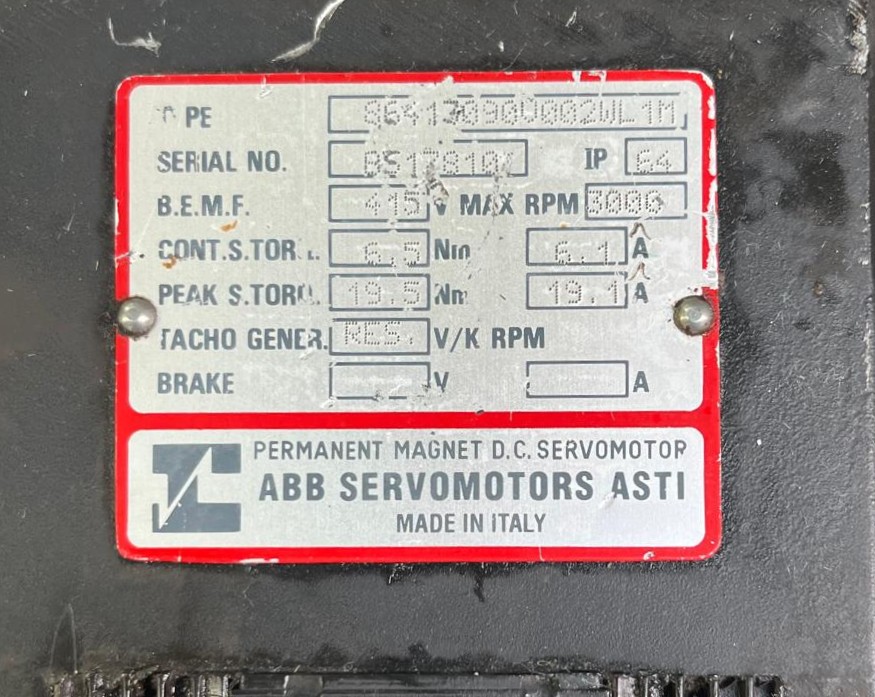 PE
SERIAL NO. IP 64
B.E.M.F. 415 V MAX RPM 3000
CONT.S.TOR 6.5 Nm 6.1 A
PEAK S.TORQ. 19.5 Nm 19.1 A
TACHO GENER. RES. V/K RPM
BRAKE V A
PERMANENT MAGNET D.C. SERVOMOTOR
ABB SERVOMOTORS ASTI
MADE IN ITALY